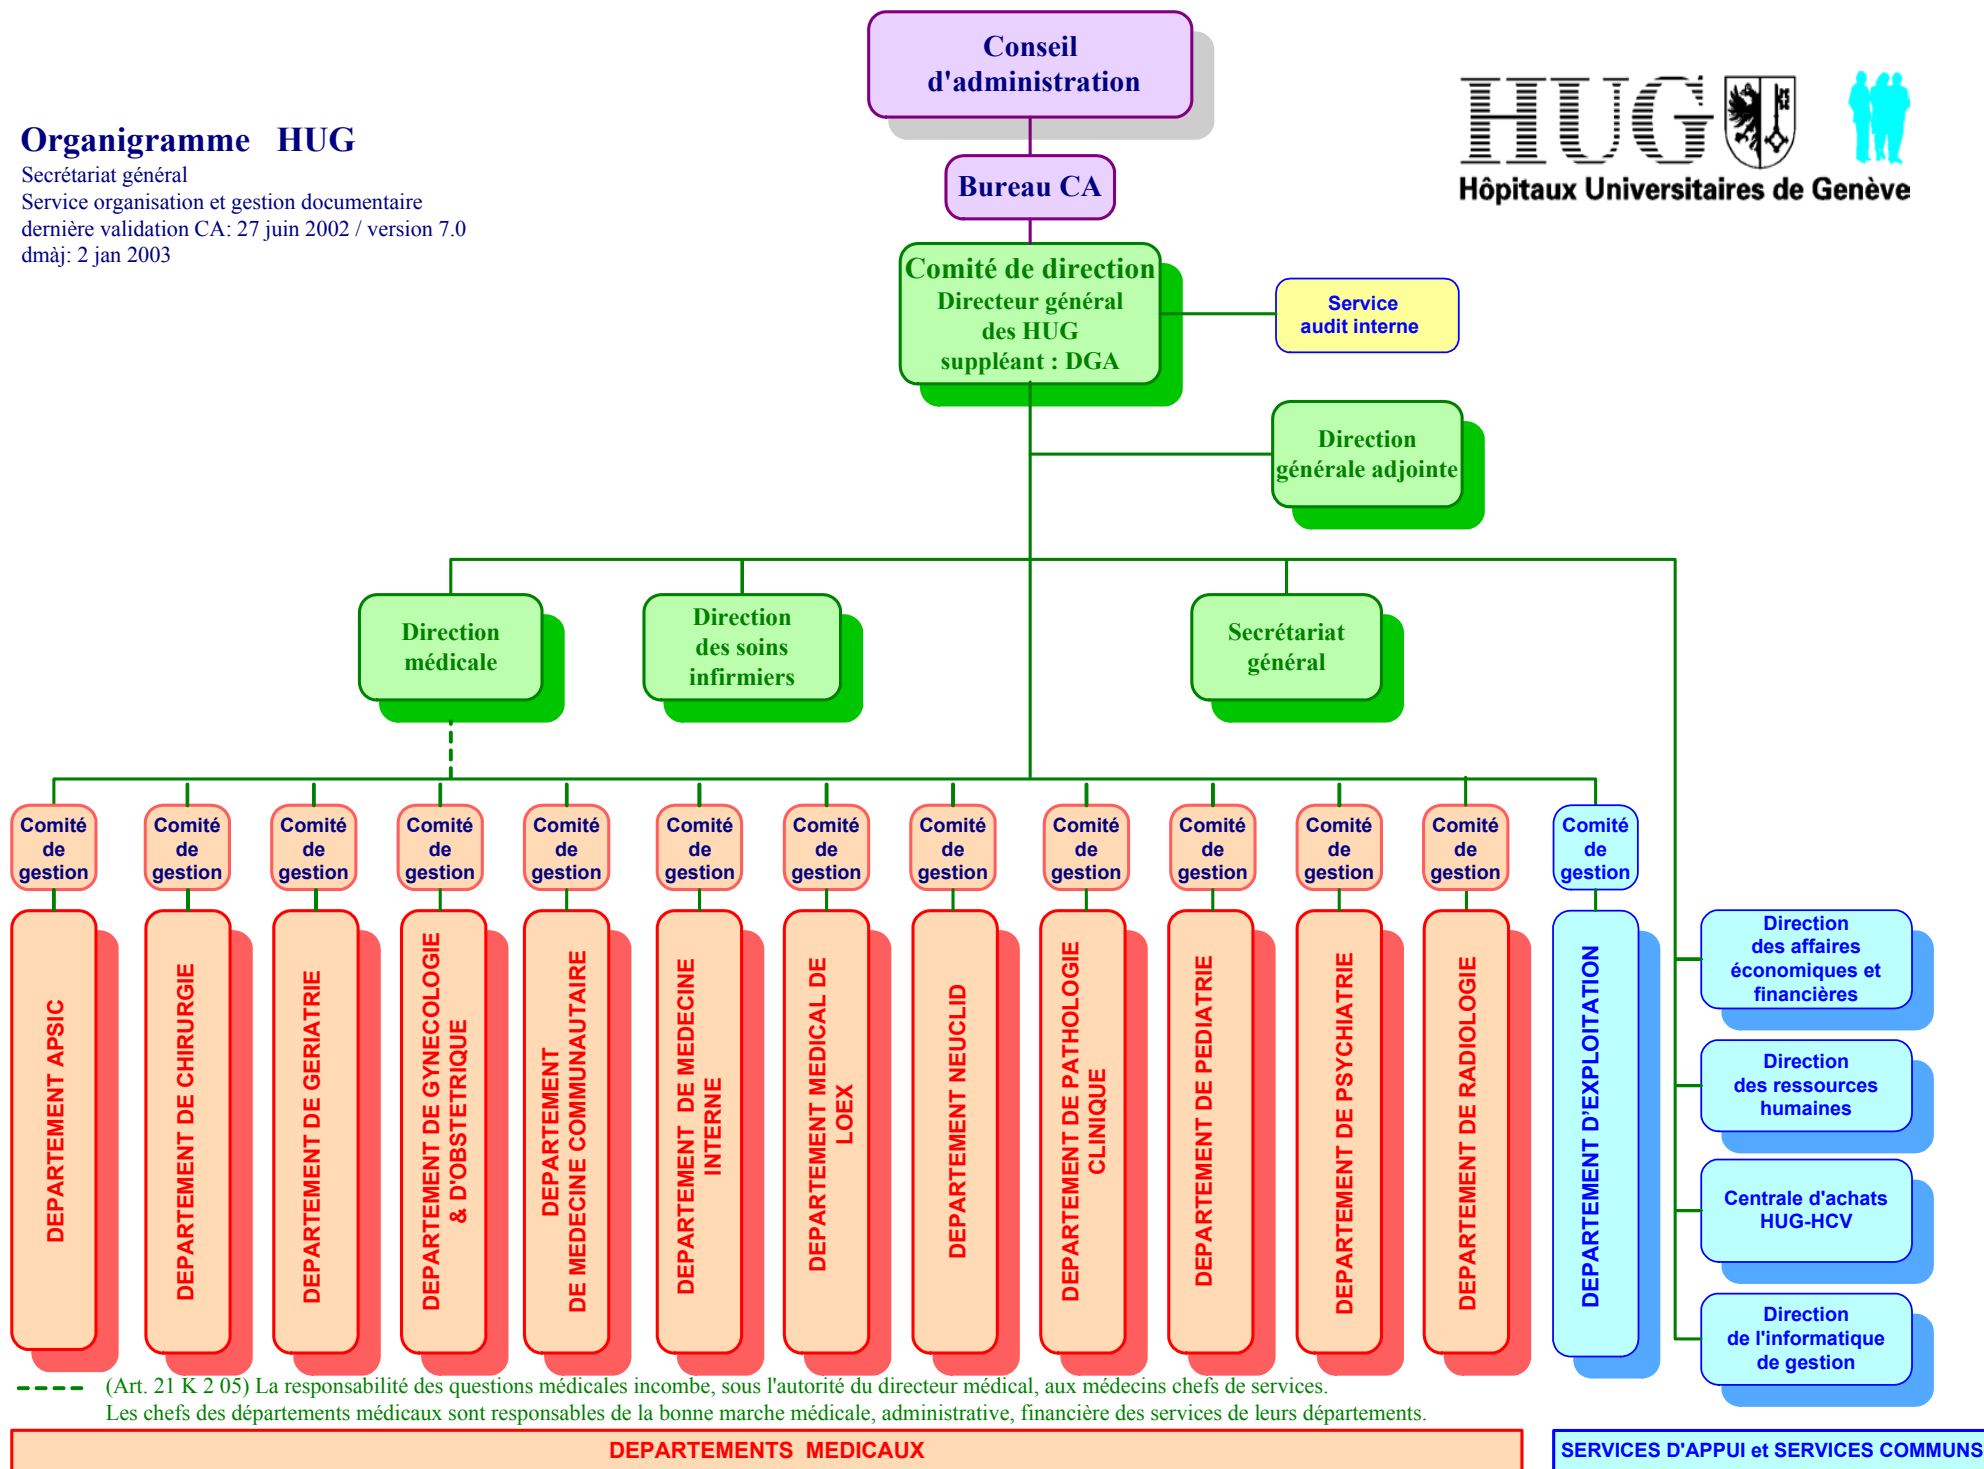 Conseil
d'administration
Organigramme HUG
Secrétariat général
Service organisation et gestion documentaire
dernière validation CA: 27 juin 2002 / version 7.0
dmàj: 2 jan 2003
HUG
Hôpitaux Universitaires de Genève
Bureau CA
Comité de direction
Directeur général
des HUG
suppléant : DGA
Service
audit interne
Direction
générale adjointe
Direction
médicale
Direction
des soins
infirmiers
Secrétariat
général
Comité
de
gestion
Comité
de
gestion
Comité
de
gestion
Comité
de
gestion
Comité
de
gestion
Comité
de
gestion
Comité
de
gestion
Comité
de
gestion
Comité
de
gestion
Comité
de
gestion
Comité
de
gestion
Comité
de
gestion
Comité
de
gestion
DEPARTEMENT APSIC
DEPARTEMENT DE CHIRURGIE
DEPARTEMENT DE GERIATRIE
DEPARTEMENT DE GYNECOLOGIE
& D'OBSTETRIQUE
DEPARTEMENT
DE MEDECINE COMMUNAUTAIRE
DEPARTEMENT DE MEDECINE
INTERNE
DEPARTEMENT MEDICAL DE
LOEX
DEPARTEMENT NEUCLID
DEPARTEMENT DE PATHOLOGIE
CLINIQUE
DEPARTEMENT DE PEDIATRIE
DEPARTEMENT DE PSYCHIATRIE
DEPARTEMENT DE RADIOLOGIE
DEPARTEMENT D'EXPLOITATION
Direction
des affaires
économiques et
financières
Direction
des ressources
humaines
Centrale d'achats
HUG-HCV
Direction
de l'informatique
de gestion
(Art. 21 K 2 05) La responsabilité des questions médicales incombe, sous l'autorité du directeur médical, aux médecins chefs de services.
Les chefs des départements médicaux sont responsables de la bonne marche médicale, administrative, financière des services de leurs départements.
DEPARTEMENTS MEDICAUX
SERVICES D'APPUI et SERVICES COMMUNS